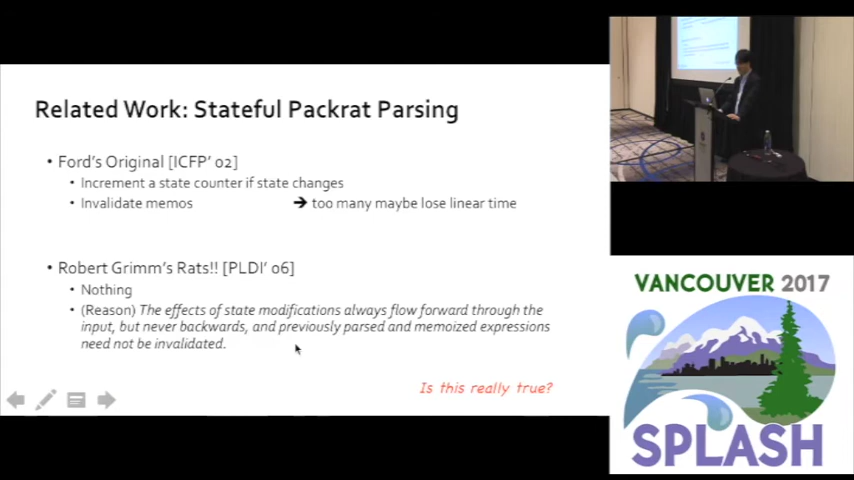 Related Work: Stateful Packrat Parsing
• Ford's Original [ICFP' 02]
• Increment a state counter if state changes
• Invalidate memos ➔ too many maybe lose linear time
• Robert Grimm's Rats!! [PLDI' 06]
• Nothing
• (Reason) The effects of state modifications always flow forward through the
input, but never backwards, and previously parsed and memoized expressions
need not be invalidated.
Is this really true?
VANCOUVER 2017
SPLASH